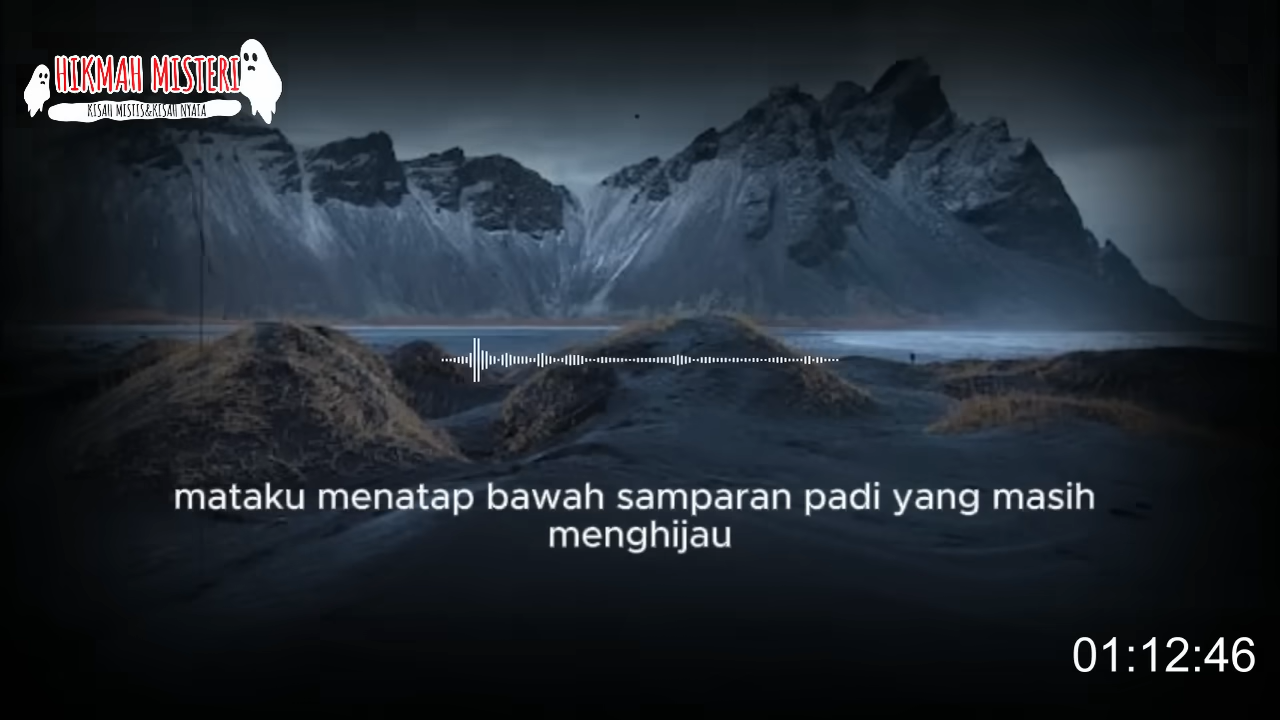 HIKMAH MISTERI
KISAH MISTIS&KISAH NYATA
mataku menatap bawah samparan padi yang masih
menghijau
01:12:46